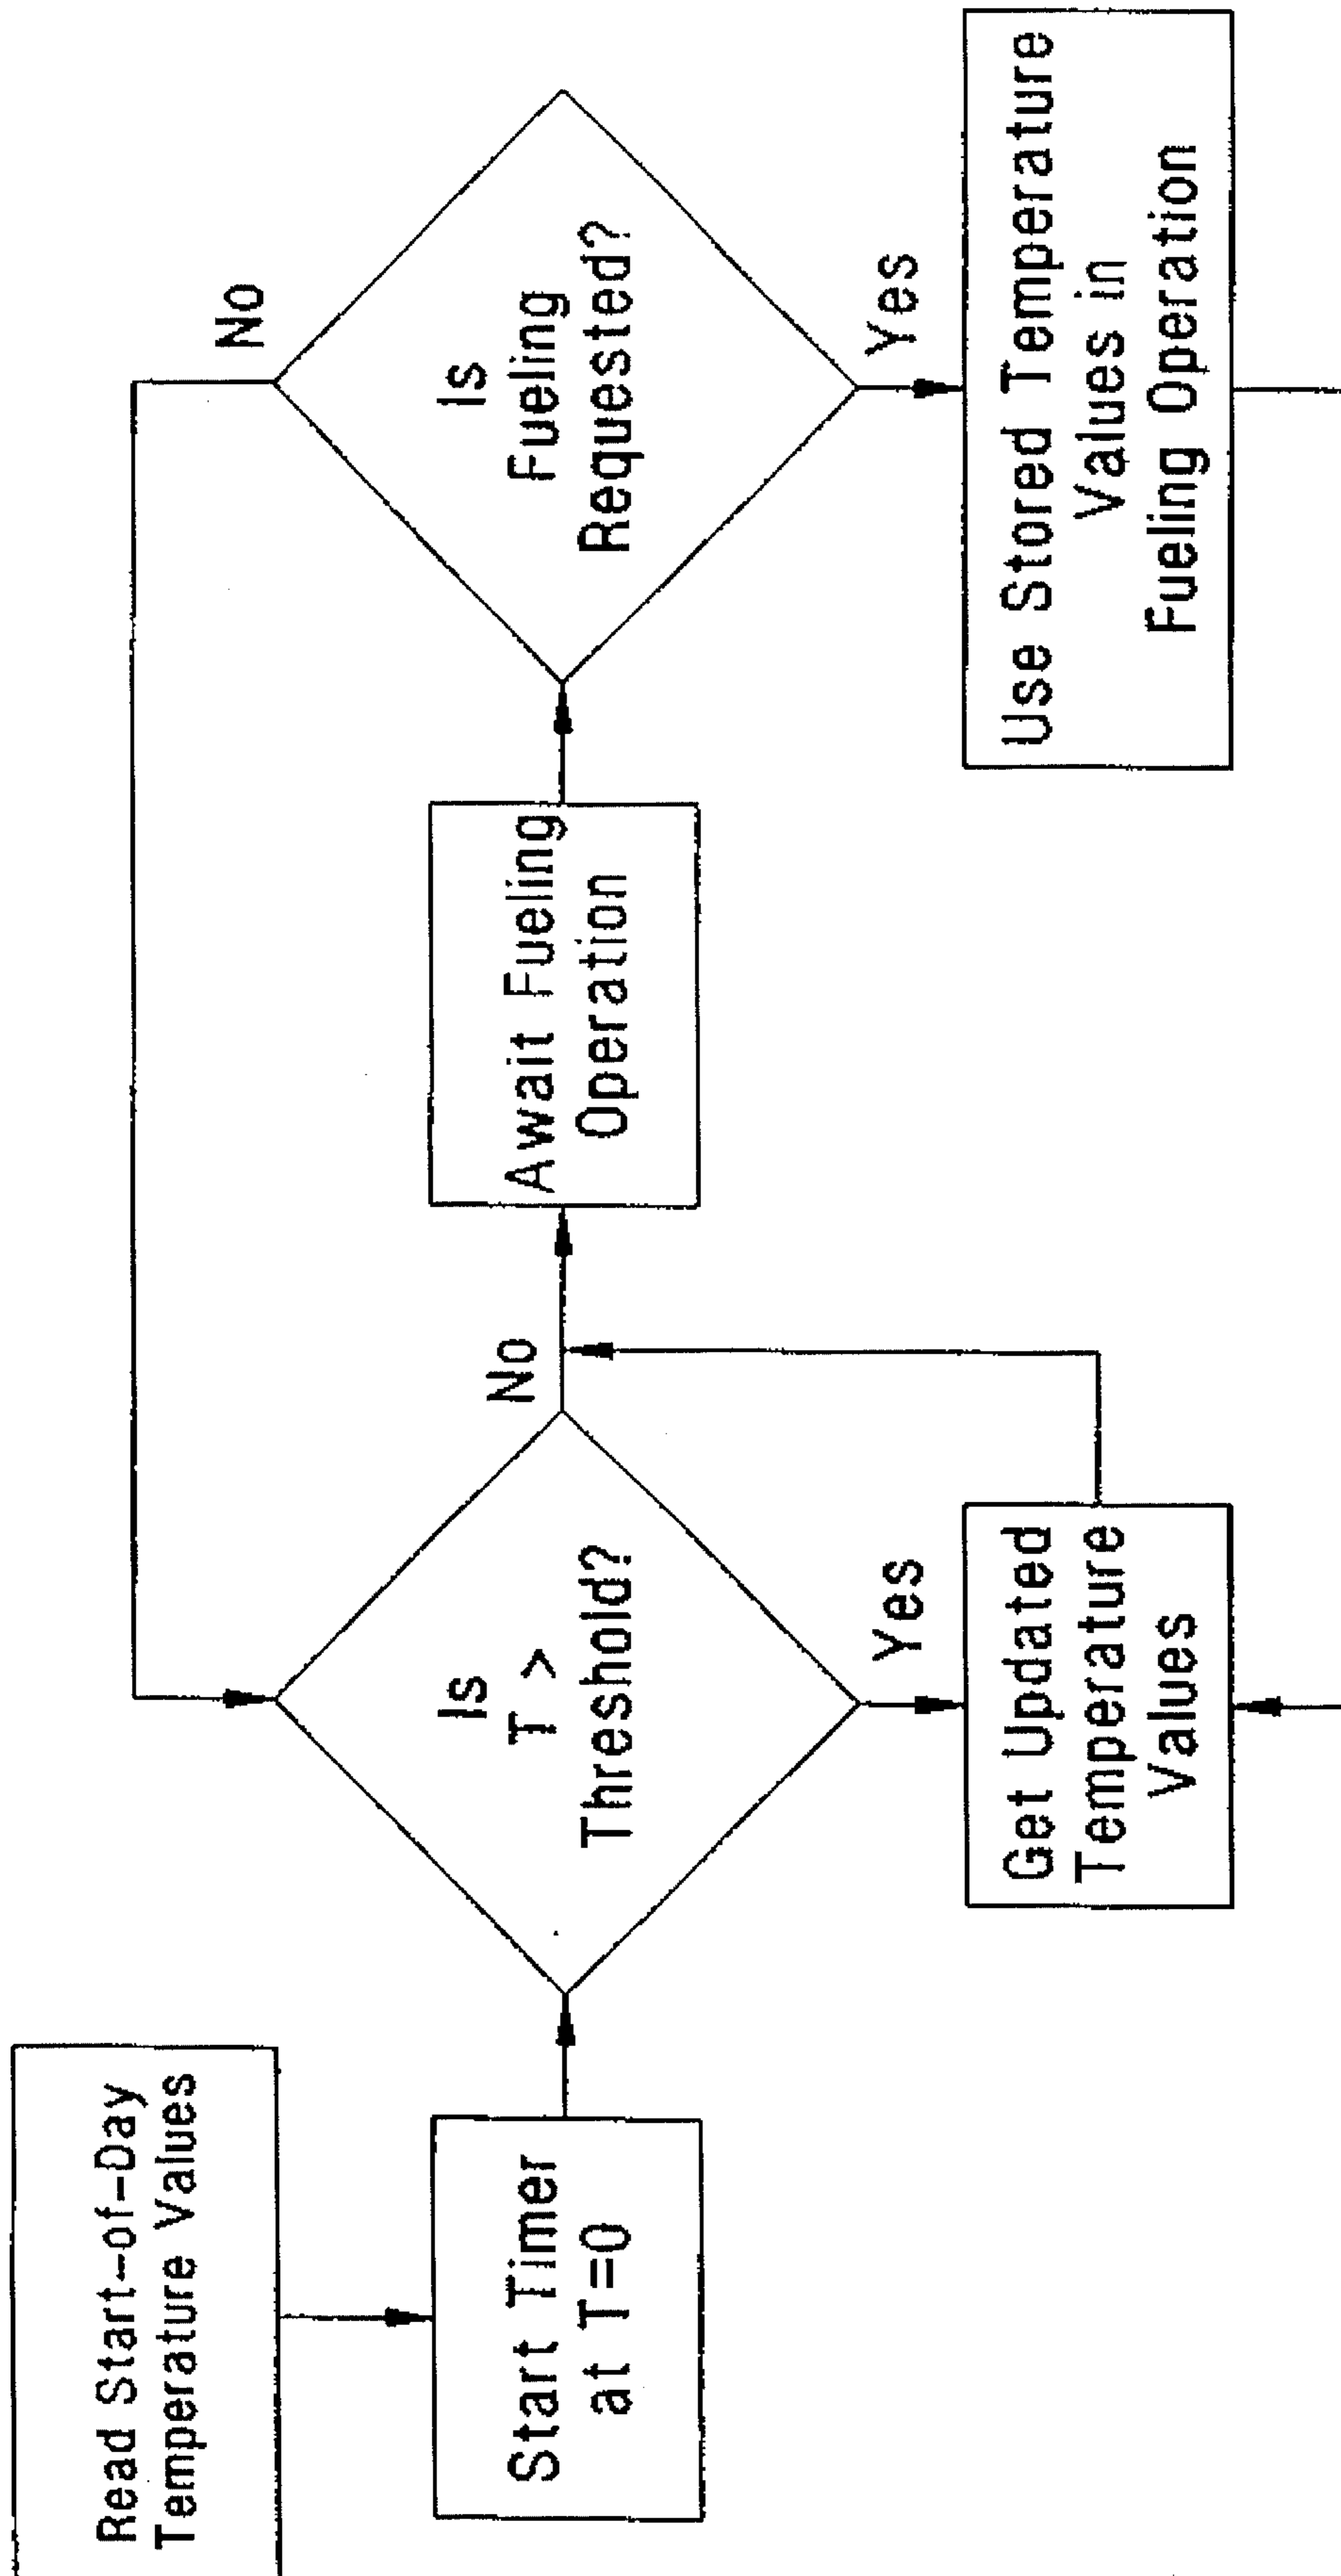 Read Start-of-Day
Temperature Values
Start Timer
at T=0
Is
T >
Threshold?
No
Yes
Get Updated
Temperature
Values
Await Fueling
Operation
Is
Fueling
Requested?
No
Yes
Use Stored Temperature
Values in
Fueling Operation